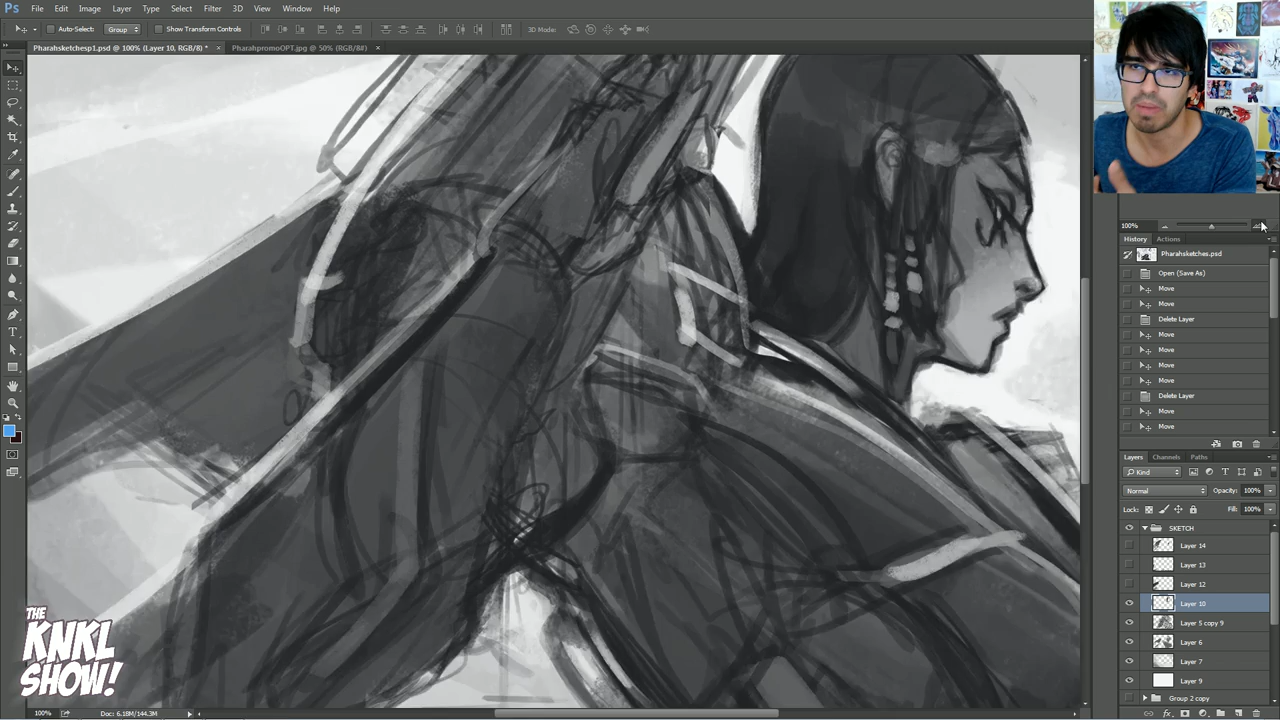 Ps File Edit Image Layer Type Select Filter 3D View Window Help
Auto-Select: Group Show Transform Controls 3D Mode:
Pharahsketchesp1.psd @ 100% (Layer 10, RGB/8) * × PharahpromoOPT.jpg @ 50% (RGB/8#) ×
100%
History Actions
Pharahsketches.psd
Open (Save As)
Move
Move
Delete Layer
Move
Move
Move
Move
Delete Layer
Move
Move
Layers Channels Paths
Kind
Normal Opacity: 100%
Lock: Fill: 100%
SKETCH
Layer 14
Layer 13
Layer 12
Layer 10
Layer 5 copy 9
Layer 6
Layer 7
Layer 9
Group 2 copy
THE
KNKL
SHOW!
100% Doc: 6.18M/144.3M